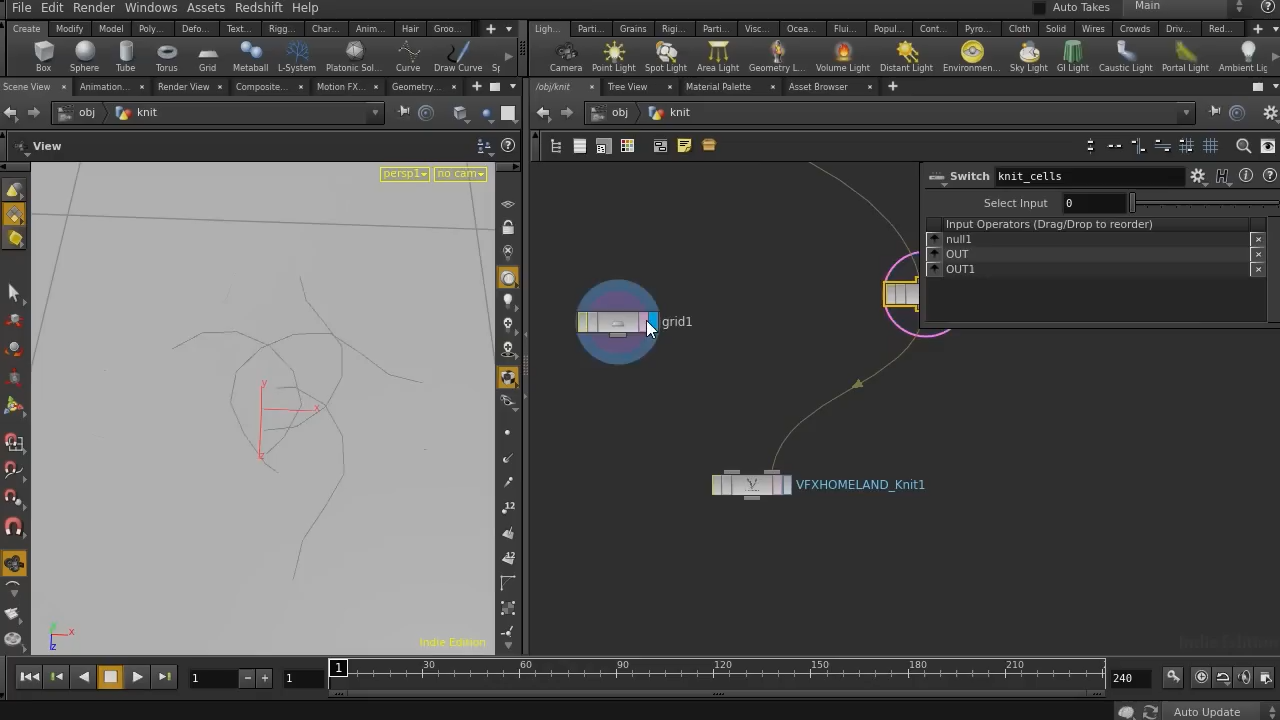 File Edit Render Windows Assets Redshift Help
Auto Takes Main
Create Modify Model Poly... Defo... Text... Rigg... Char... Anim... Hair Groo...
Ligh... Parti... Grains Rigi... Parti... Visc... Ocea... Flui... Popul... Cont... Pyro... Cloth Solid Wires Crowds Driv... Red...
Box Sphere Tube Torus Grid Metaball L-System Platonic So... Curve Draw Curve
Camera Point Light Spot Light Area Light Geometry L... Volume Light Distant Light Environmen... Sky Light GI Light Caustic Light Portal Light Ambient Lig
Scene View Animation... Render View Composite... Motion FX... Geometry...
/obj/knit Tree View Material Palette Asset Browser
obj knit
obj knit
View
persp1 no cam
Switch knit_cells
Select Input 0
Input Operators (Drag/Drop to reorder)
null1
OUT
OUT1
grid1
VFXHOMELAND_Knit1
y
x
z
12
12
x
z
Indie Edition
Indie Edition
1 1
1 30 60 90 120 150 180 210
240
Auto Update